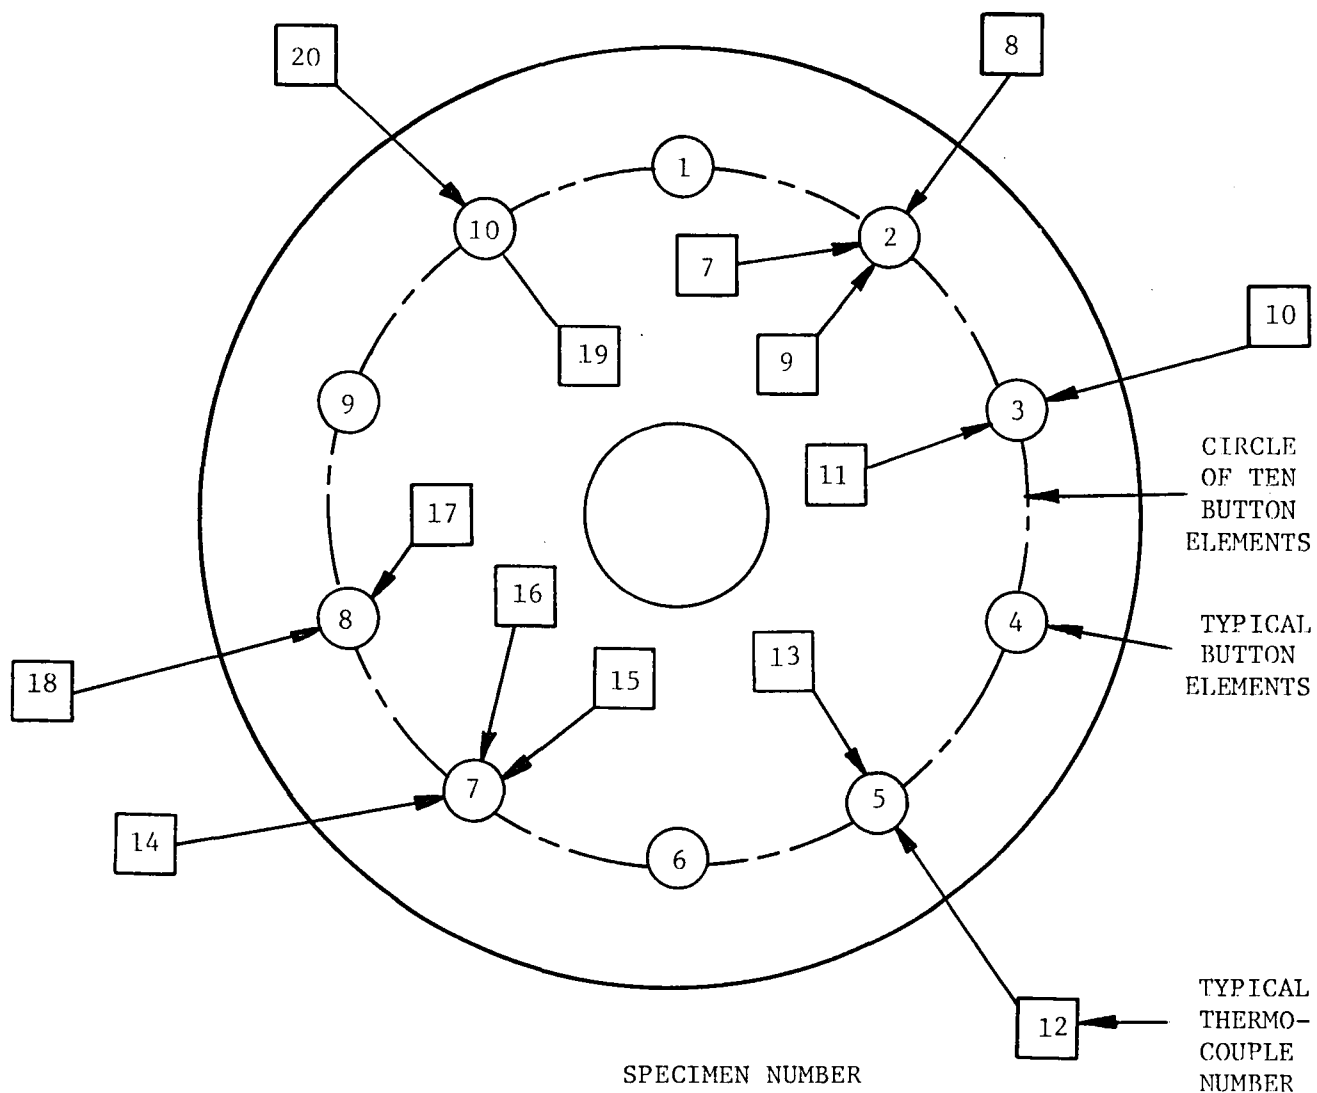 20
8
1
10
2
7
10
19
9
9
3
11
CIRCLE
OF TEN
BUTTON
ELEMENTS
17
16
8
4
TYPICAL
BUTTON
ELEMENTS
13
18
15
7
5
14
6
12
TYPICAL
THERMO-
COUPLE
NUMBER
SPECIMEN NUMBER